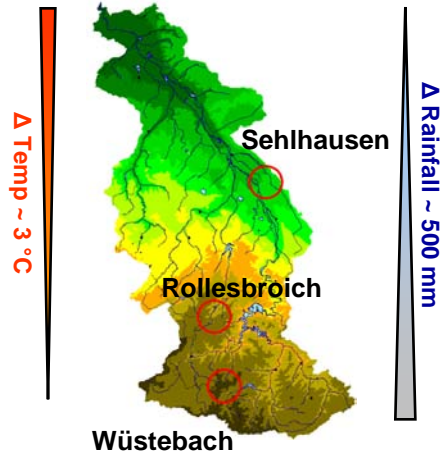 Δ Temp ~ 3 °C
Sehlhausen
Δ Rainfall ~ 500 mm
Rollesbroich
Wüstebach